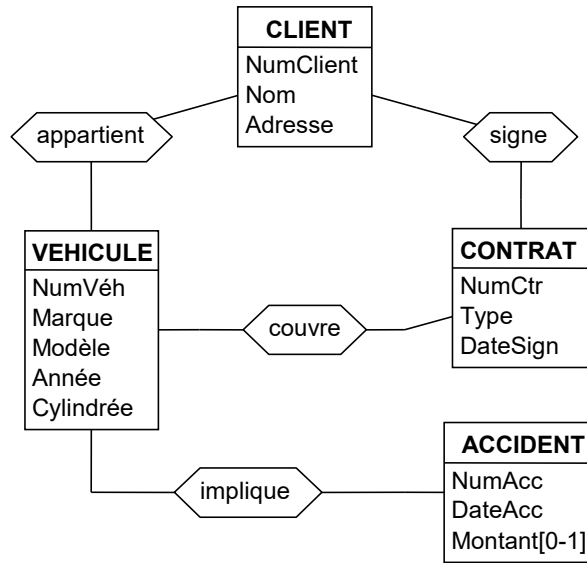 CLIENT
NumClient
Nom
Adresse
appartient
signe
VEHICULE
NumVéh
Marque
Modèle
Année
Cylindrée
couvre
CONTRAT
NumCtr
Type
DateSign
implique
ACCIDENT
NumAcc
DateAcc
Montant[0-1]